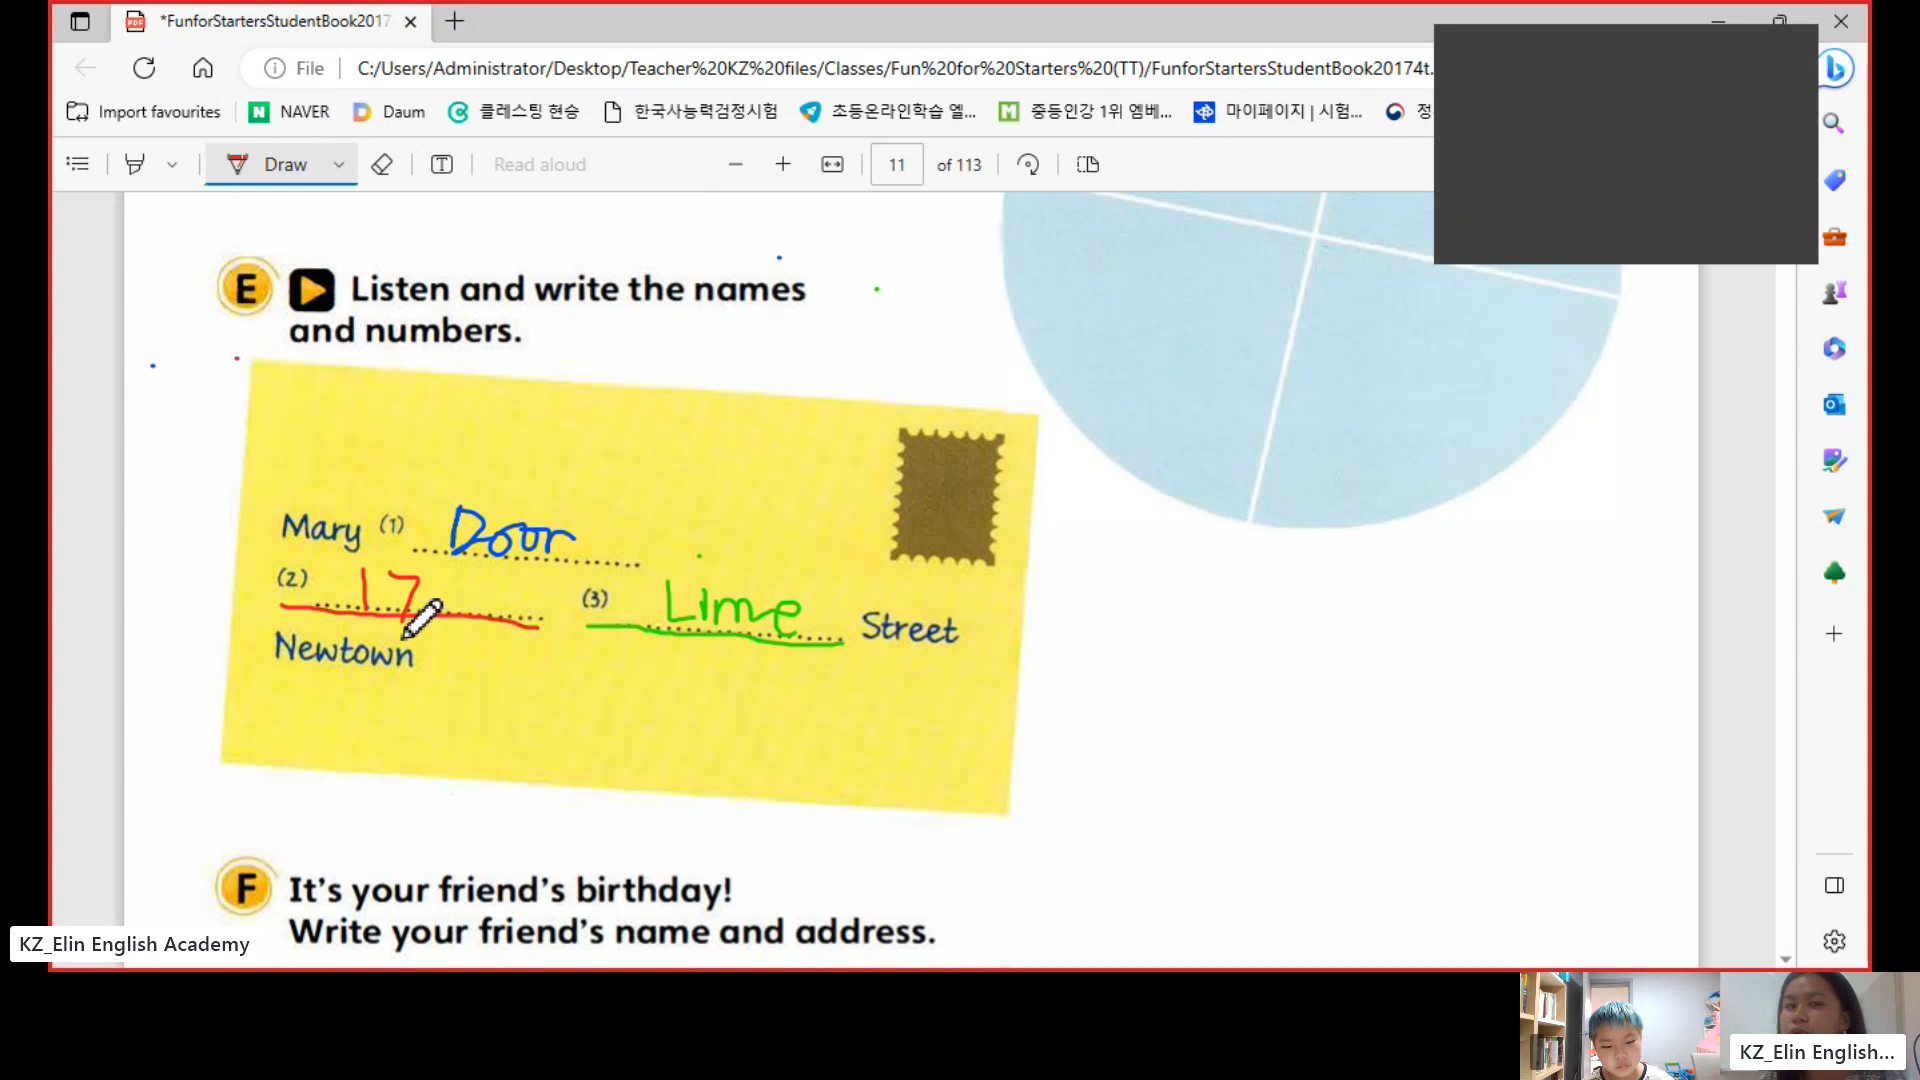 *FunforStartersStudentBook2017
File
C:/Users/Administrator/Desktop/Teacher%20KZ%20files/Classes/Fun%20for%20Starters%20(TT)/FunforStartersStudentBook20174t.
Import favourites
NAVER
Daum
클레스팅 현승
한국사능력검정시험
초등온라인학습 엘...
중등인강 1위 엠베...
마이페이지 | 시험...
정
Draw
Read aloud
11 of 113
E Listen and write the names
and numbers.
Mary (1) Door
(2) 17 (3) Lime Street
Newtown
F It's your friend's birthday!
Write your friend's name and address.
KZ_Elin English Academy
KZ_Elin English...